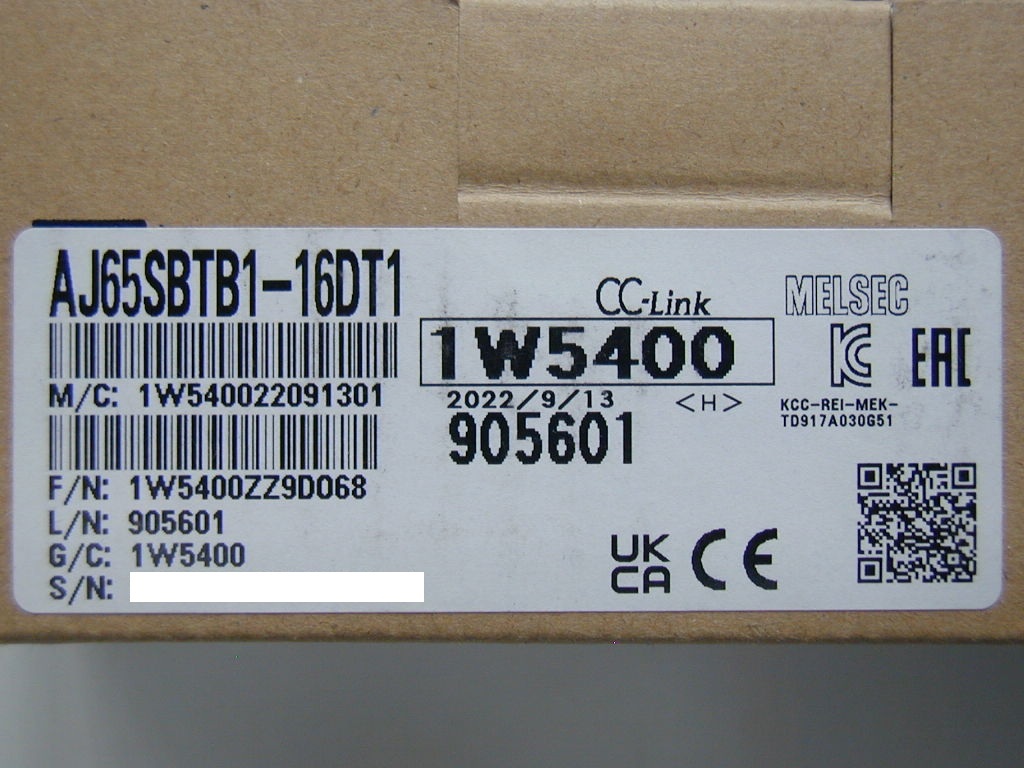 AJ65SBTB1-16DT1
CC-Link
MELSEC
1W5400
EAC
M/C: 1W540022091301
2022/9/13 <H>
KCC-REI-MEK-
TD917A030G51
905601
F/N: 1W5400ZZ9D068
L/N: 905601
G/C: 1W5400
S/N:
UK
CA
CE